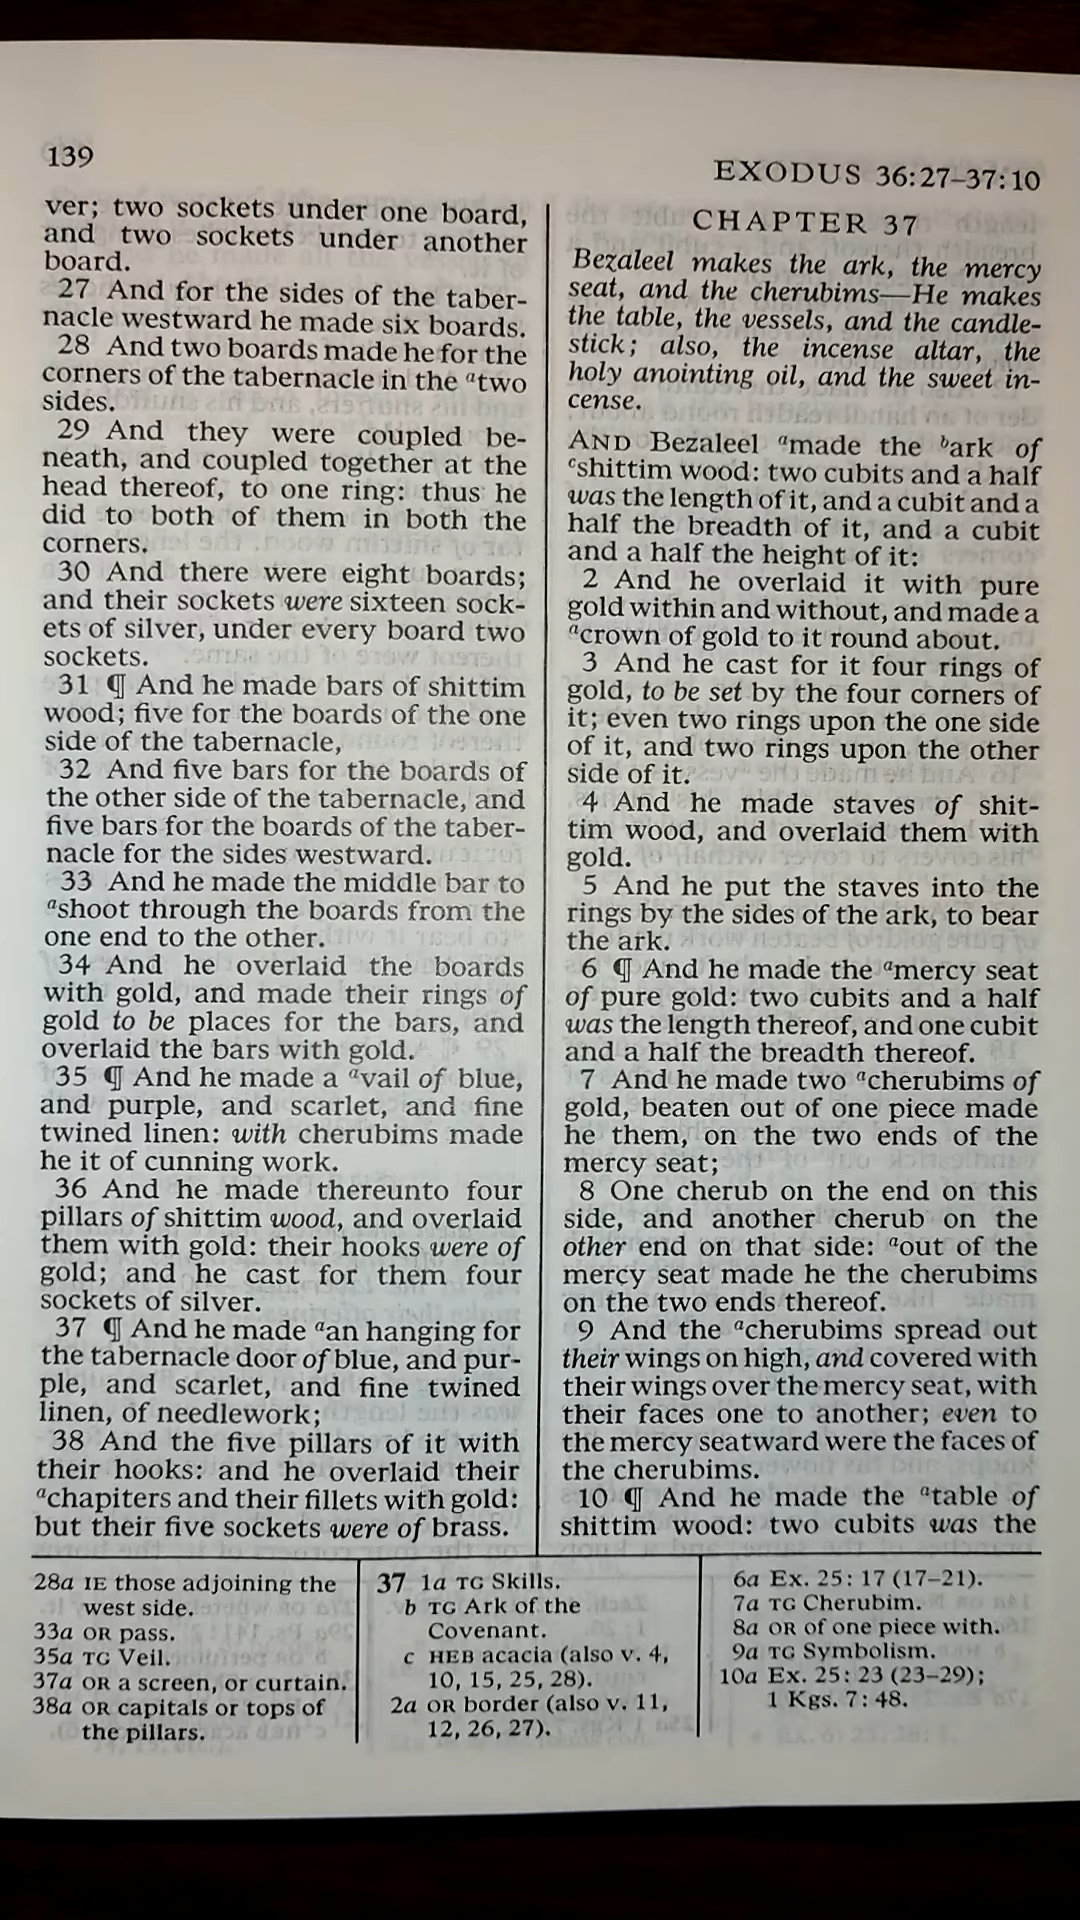 139
EXODUS 36:27–37:10
ver; two sockets under one board,
and two sockets under another
board.
27 And for the sides of the taber-
nacle westward he made six boards.
28 And two boards made he for the
corners of the tabernacle in the ᵃtwo
sides.
29 And they were coupled be-
neath, and coupled together at the
head thereof, to one ring: thus he
did to both of them in both the
corners.
30 And there were eight boards;
and their sockets were sixteen sock-
ets of silver, under every board two
sockets.
31 ¶ And he made bars of shittim
wood; five for the boards of the one
side of the tabernacle,
32 And five bars for the boards of
the other side of the tabernacle, and
five bars for the boards of the taber-
nacle for the sides westward.
33 And he made the middle bar to
ᵃshoot through the boards from the
one end to the other.
34 And he overlaid the boards
with gold, and made their rings of
gold to be places for the bars, and
overlaid the bars with gold.
35 ¶ And he made a ᵃvail of blue,
and purple, and scarlet, and fine
twined linen: with cherubims made
he it of cunning work.
36 And he made thereunto four
pillars of shittim wood, and overlaid
them with gold: their hooks were of
gold; and he cast for them four
sockets of silver.
37 ¶ And he made ᵃan hanging for
the tabernacle door of blue, and pur-
ple, and scarlet, and fine twined
linen, of needlework;
38 And the five pillars of it with
their hooks: and he overlaid their
ᵃchapiters and their fillets with gold:
but their five sockets were of brass.
CHAPTER 37
Bezaleel makes the ark, the mercy
seat, and the cherubims—He makes
the table, the vessels, and the candle-
stick; also, the incense altar, the
holy anointing oil, and the sweet in-
cense.
AND Bezaleel ᵃmade the ᵇark of
ᶜshittim wood: two cubits and a half
was the length of it, and a cubit and a
half the breadth of it, and a cubit
and a half the height of it:
2 And he overlaid it with pure
gold within and without, and made a
ᵃcrown of gold to it round about.
3 And he cast for it four rings of
gold, to be set by the four corners of
it; even two rings upon the one side
of it, and two rings upon the other
side of it.
4 And he made staves of shit-
tim wood, and overlaid them with
gold.
5 And he put the staves into the
rings by the sides of the ark, to bear
the ark.
6 ¶ And he made the ᵃmercy seat
of pure gold: two cubits and a half
was the length thereof, and one cubit
and a half the breadth thereof.
7 And he made two ᵃcherubims of
gold, beaten out of one piece made
he them, on the two ends of the
mercy seat;
8 One cherub on the end on this
side, and another cherub on the
other end on that side: ᵃout of the
mercy seat made he the cherubims
on the two ends thereof.
9 And the ᵃcherubims spread out
their wings on high, and covered with
their wings over the mercy seat, with
their faces one to another; even to
the mercy seatward were the faces of
the cherubims.
10 ¶ And he made the ᵃtable of
shittim wood: two cubits was the
28a IE those adjoining the
west side.
33a OR pass.
35a TG Veil.
37a OR a screen, or curtain.
38a OR capitals or tops of
the pillars.
37 1a TG Skills.
b TG Ark of the
Covenant.
c HEB acacia (also v. 4,
10, 15, 25, 28).
2a OR border (also v. 11,
12, 26, 27).
6a Ex. 25: 17 (17–21).
7a TG Cherubim.
8a OR of one piece with.
9a TG Symbolism.
10a Ex. 25: 23 (23–29);
1 Kgs. 7: 48.